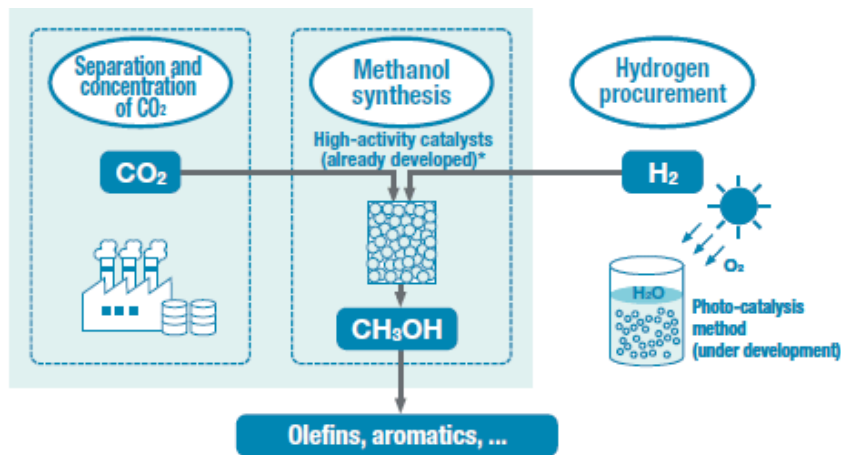 Separation and
concentration
of CO₂
Methanol
synthesis
Hydrogen
procurement
High-activity catalysts
(already developed)*
CO₂
H₂
O₂
H₂O
Photo-catalysis
method
(under development)
CH₃OH
Olefins, aromatics, ...